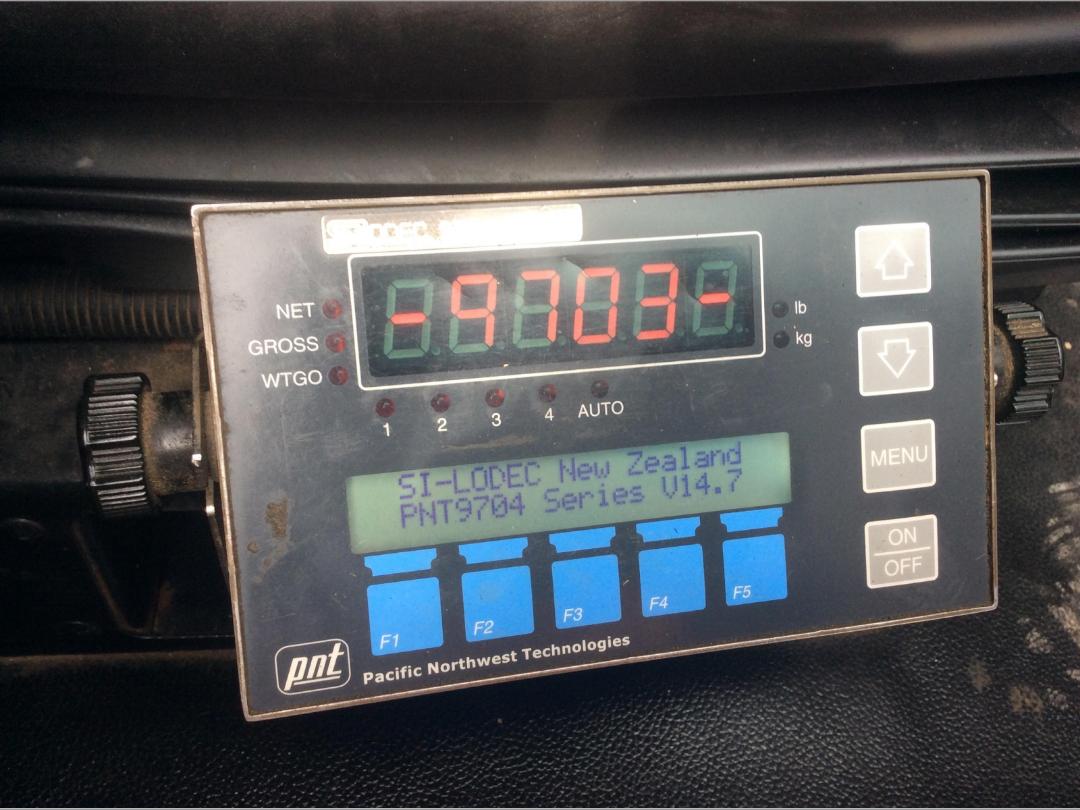 NET
GROSS
WTGO
-9703-
lb
kg
1 2 3 4 AUTO
SI-LODEC New Zealand
PNT9704 Series V14.7
MENU
ON
OFF
F1 F2 F3 F4 F5
pnt Pacific Northwest Technologies